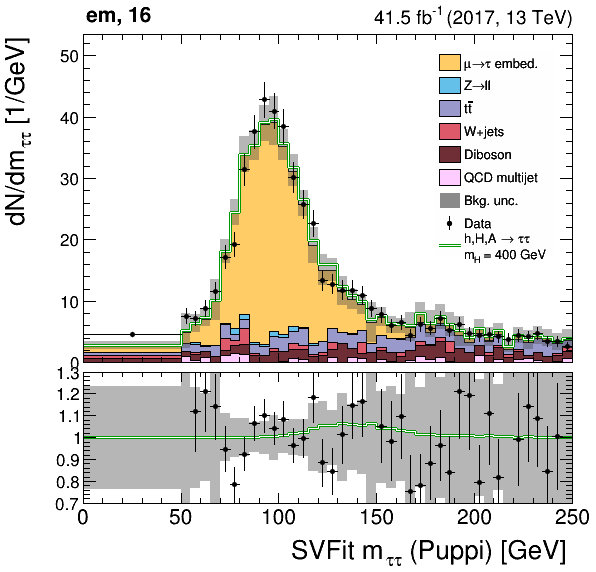 em, 16
41.5 fb⁻¹ (2017, 13 TeV)
dN/dm_ττ [1/GeV]
50
40
30
20
10
0
μ→τ embed.
Z→ll
tt̄
W+jets
Diboson
QCD multijet
Bkg. unc.
Data
h,H,A → ττ
m_H = 400 GeV
1.3
1.2
1.1
1
0.9
0.8
0.7
0 50 100 150 200 250
SVFit m_ττ (Puppi) [GeV]